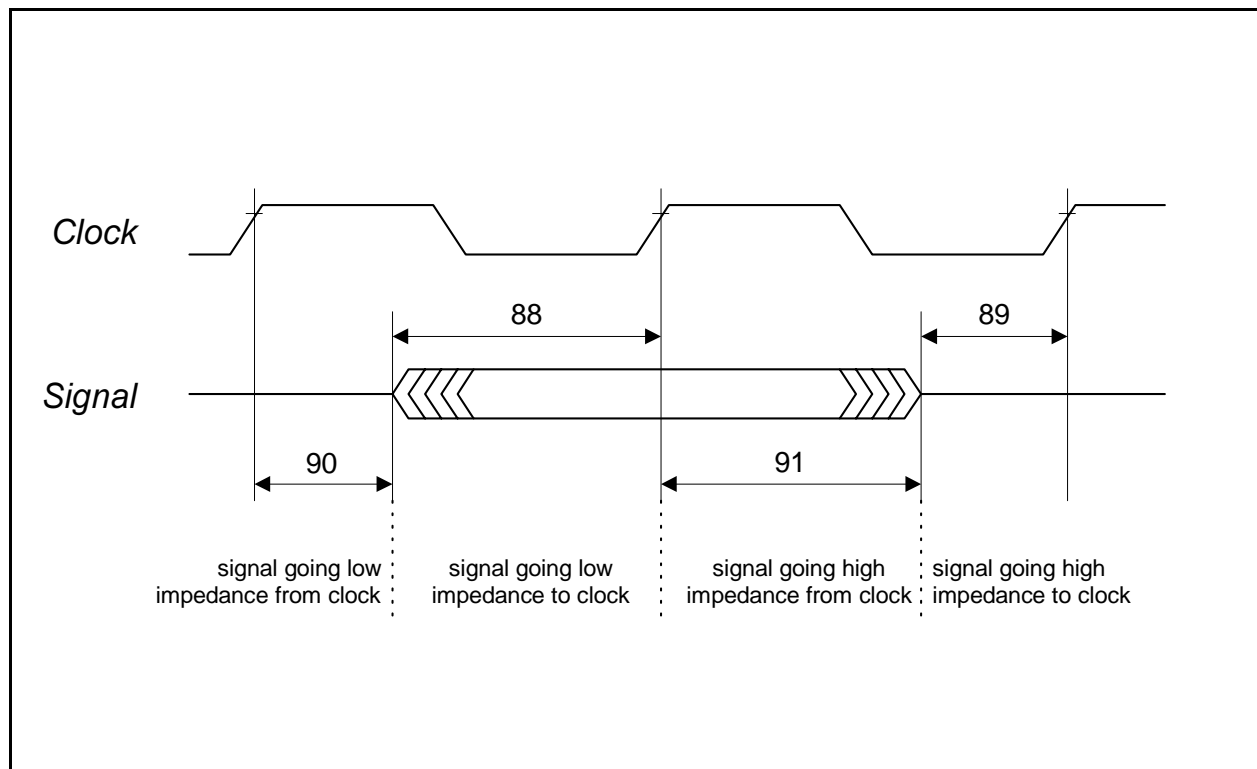 Clock
88
89
Signal
90
91
signal going low
impedance from clock
signal going low
impedance to clock
signal going high
impedance from clock
signal going high
impedance to clock